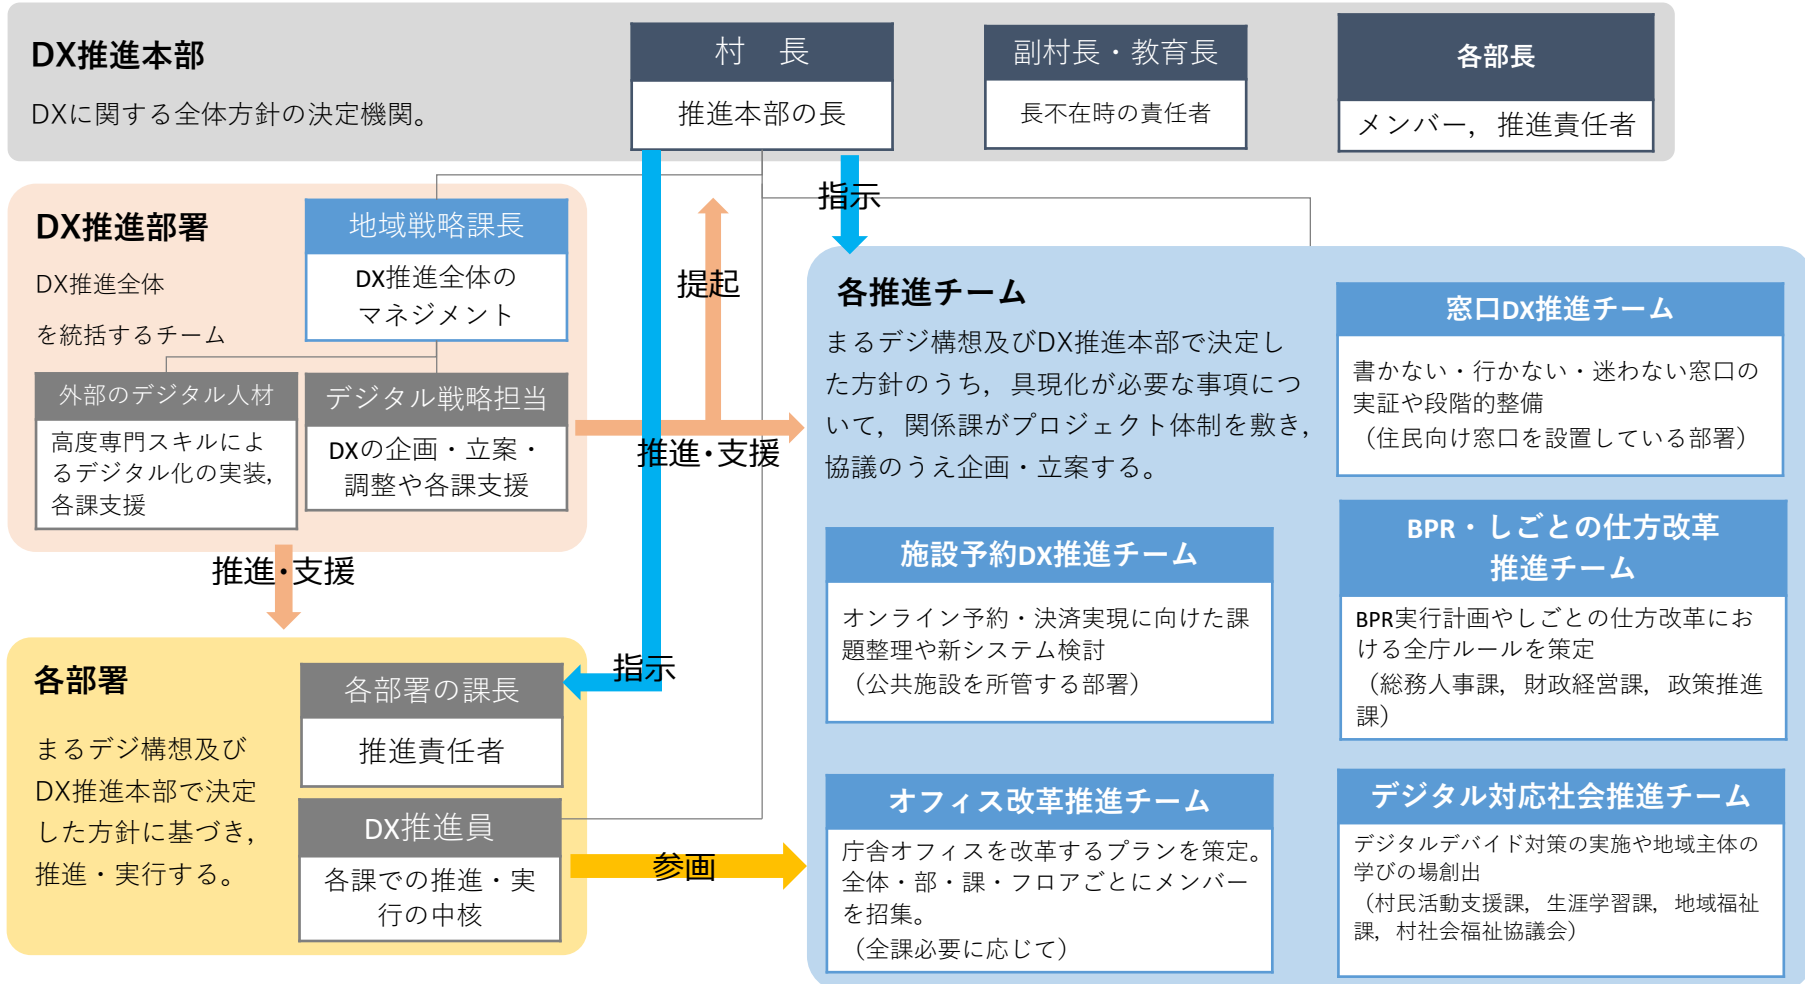 DX推進本部
DXに関する全体方針の決定機関。
村　長
推進本部の長
副村長・教育長
長不在時の責任者
各部長
メンバー，推進責任者
指示
DX推進部署
DX推進全体
を統括するチーム
地域戦略課長
DX推進全体の
マネジメント
外部のデジタル人材
高度専門スキルによ
るデジタル化の実装，
各課支援
デジタル戦略担当
DXの企画・立案・
調整や各課支援
提起
推進・支援
推進・支援
指示
各部署
まるデジ構想及び
DX推進本部で決定
した方針に基づき，
推進・実行する。
各部署の課長
推進責任者
DX推進員
各課での推進・実
行の中核
参画
各推進チーム
まるデジ構想及びDX推進本部で決定し
た方針のうち，具現化が必要な事項につ
いて，関係課がプロジェクト体制を敷き，
協議のうえ企画・立案する。
窓口DX推進チーム
書かない・行かない・迷わない窓口の
実証や段階的整備
（住民向け窓口を設置している部署）
施設予約DX推進チーム
オンライン予約・決済実現に向けた課
題整理や新システム検討
（公共施設を所管する部署）
BPR・しごとの仕方改革
推進チーム
BPR実行計画やしごとの仕方改革にお
ける全庁ルールを策定
（総務人事課，財政経営課，政策推進
課）
オフィス改革推進チーム
庁舎オフィスを改革するプランを策定。
全体・部・課・フロアごとにメンバー
を招集。
（全課必要に応じて）
デジタル対応社会推進チーム
デジタルデバイド対策の実施や地域主体の
学びの場創出
（村民活動支援課，生涯学習課，地域福祉
課，村社会福祉協議会）